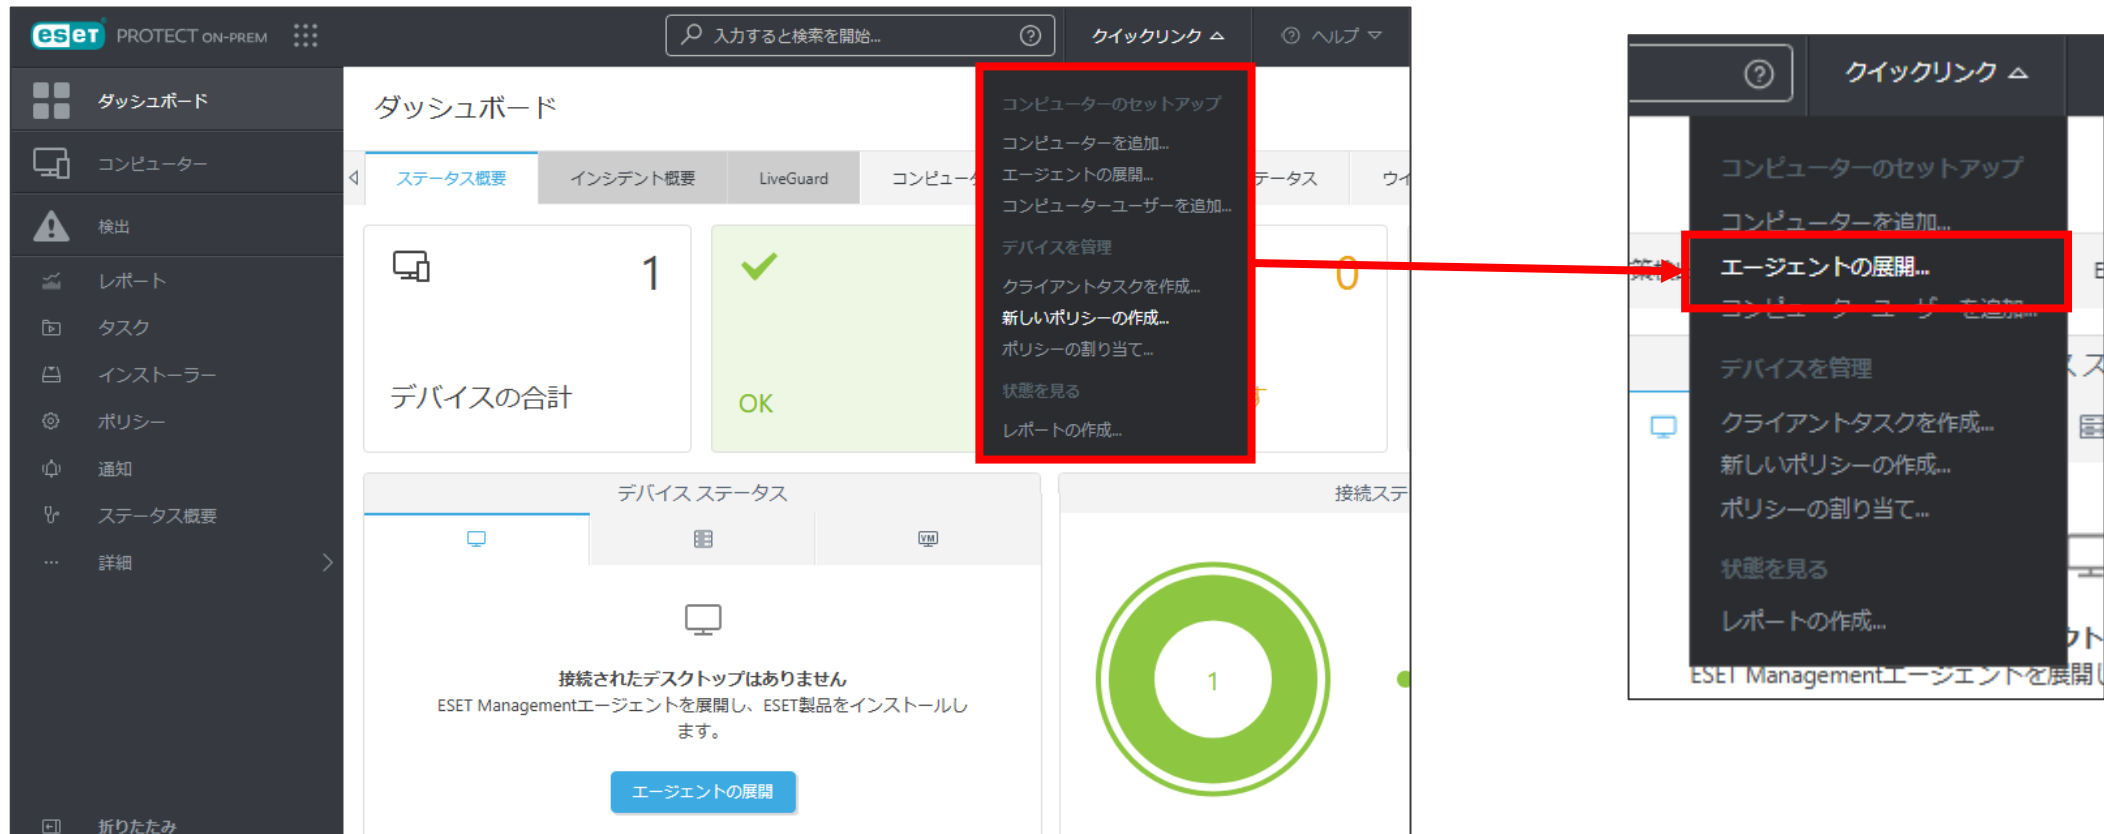 eset PROTECT ON-PREM
入力すると検索を開始...
クイックリンク
ヘルプ
ダッシュボード
コンピューター
検出
レポート
タスク
インストーラー
ポリシー
通知
ステータス概要
詳細
折りたたみ
ダッシュボード
ステータス概要
インシデント概要
LiveGuard
コンピュータ
テータス
ウイ
1
デバイスの合計
OK
0
す
コンピューターのセットアップ
コンピューターを追加...
エージェントの展開...
コンピューターユーザーを追加...
デバイスを管理
クライアントタスクを作成...
新しいポリシーの作成...
ポリシーの割り当て...
状態を見る
レポートの作成...
デバイス ステータス
VM
接続されたデスクトップはありません
ESET Managementエージェントを展開し、ESET製品をインストールし
ます。
エージェントの展開
接続ステ
1
クイックリンク
コンピューターのセットアップ
コンピューターを追加...
エージェントの展開...
コンピューターユーザーを追加...
デバイスを管理
クライアントタスクを作成...
新しいポリシーの作成...
ポリシーの割り当て...
状態を見る
レポートの作成...
クト
ESET Managementエージェントを展開し